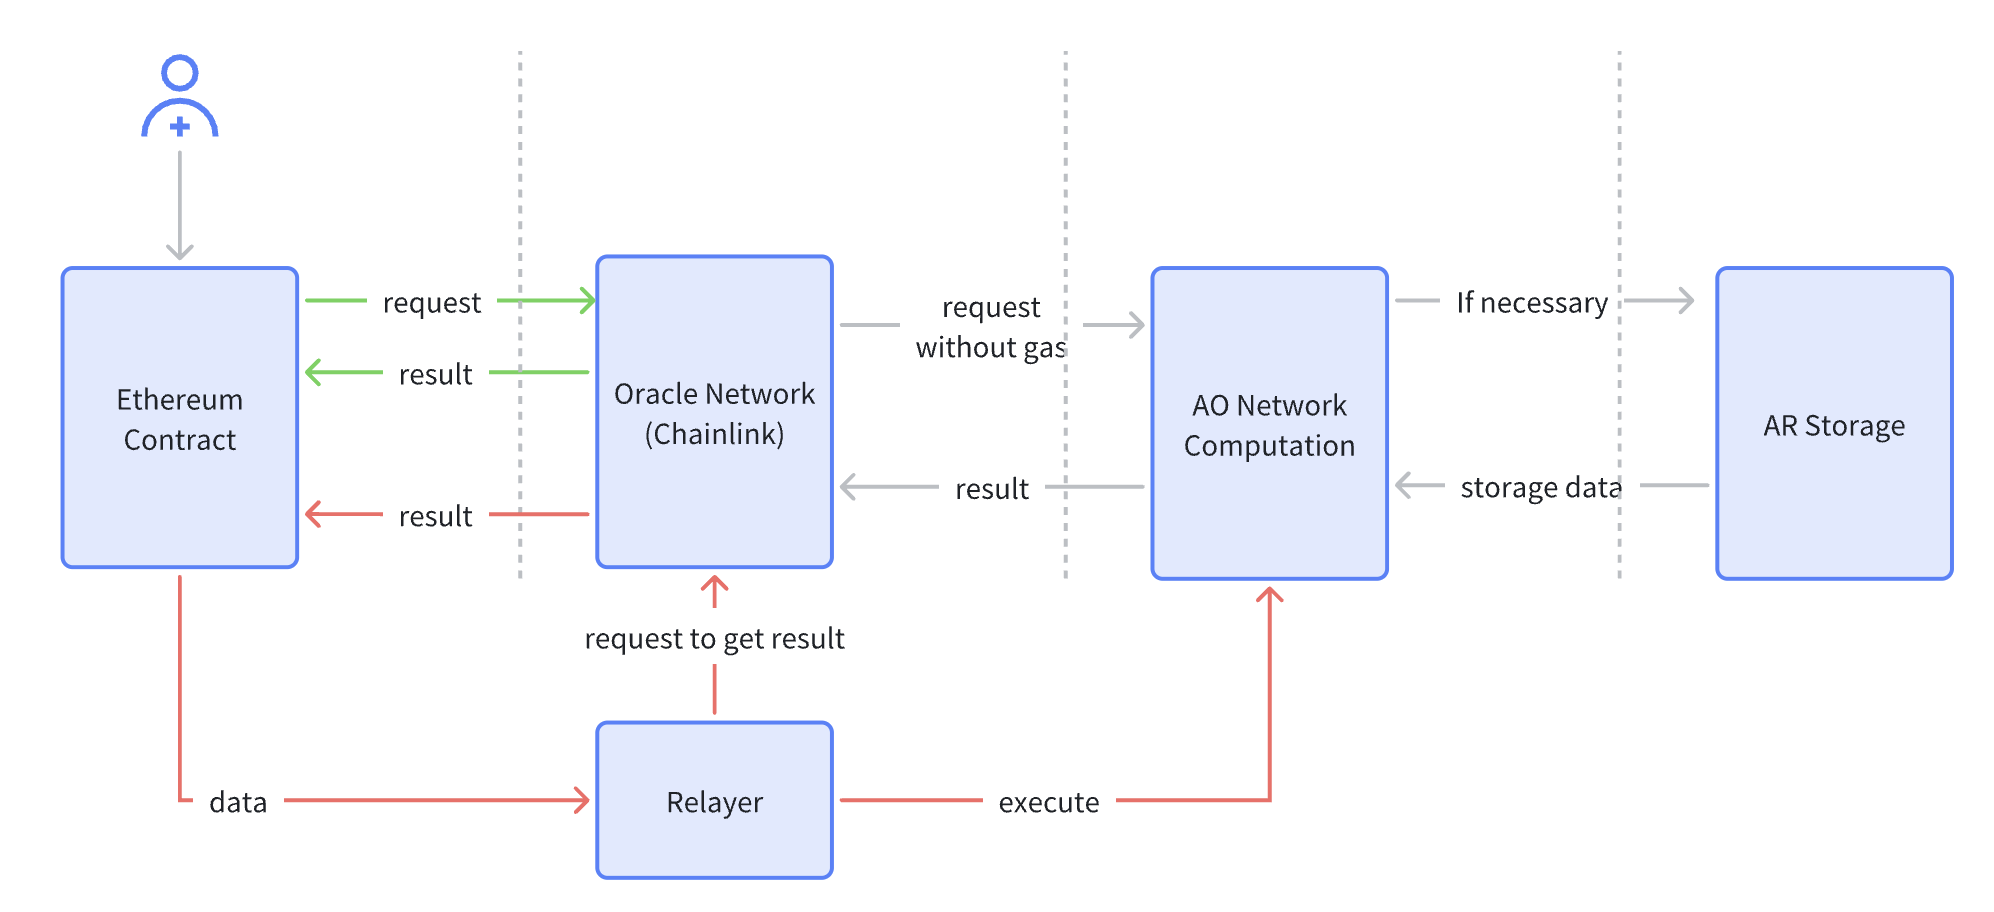 request
result
result
Ethereum
Contract
Oracle Network
(Chainlink)
request
without gas
result
AO Network
Computation
If necessary
storage data
AR Storage
request to get result
data
Relayer
execute